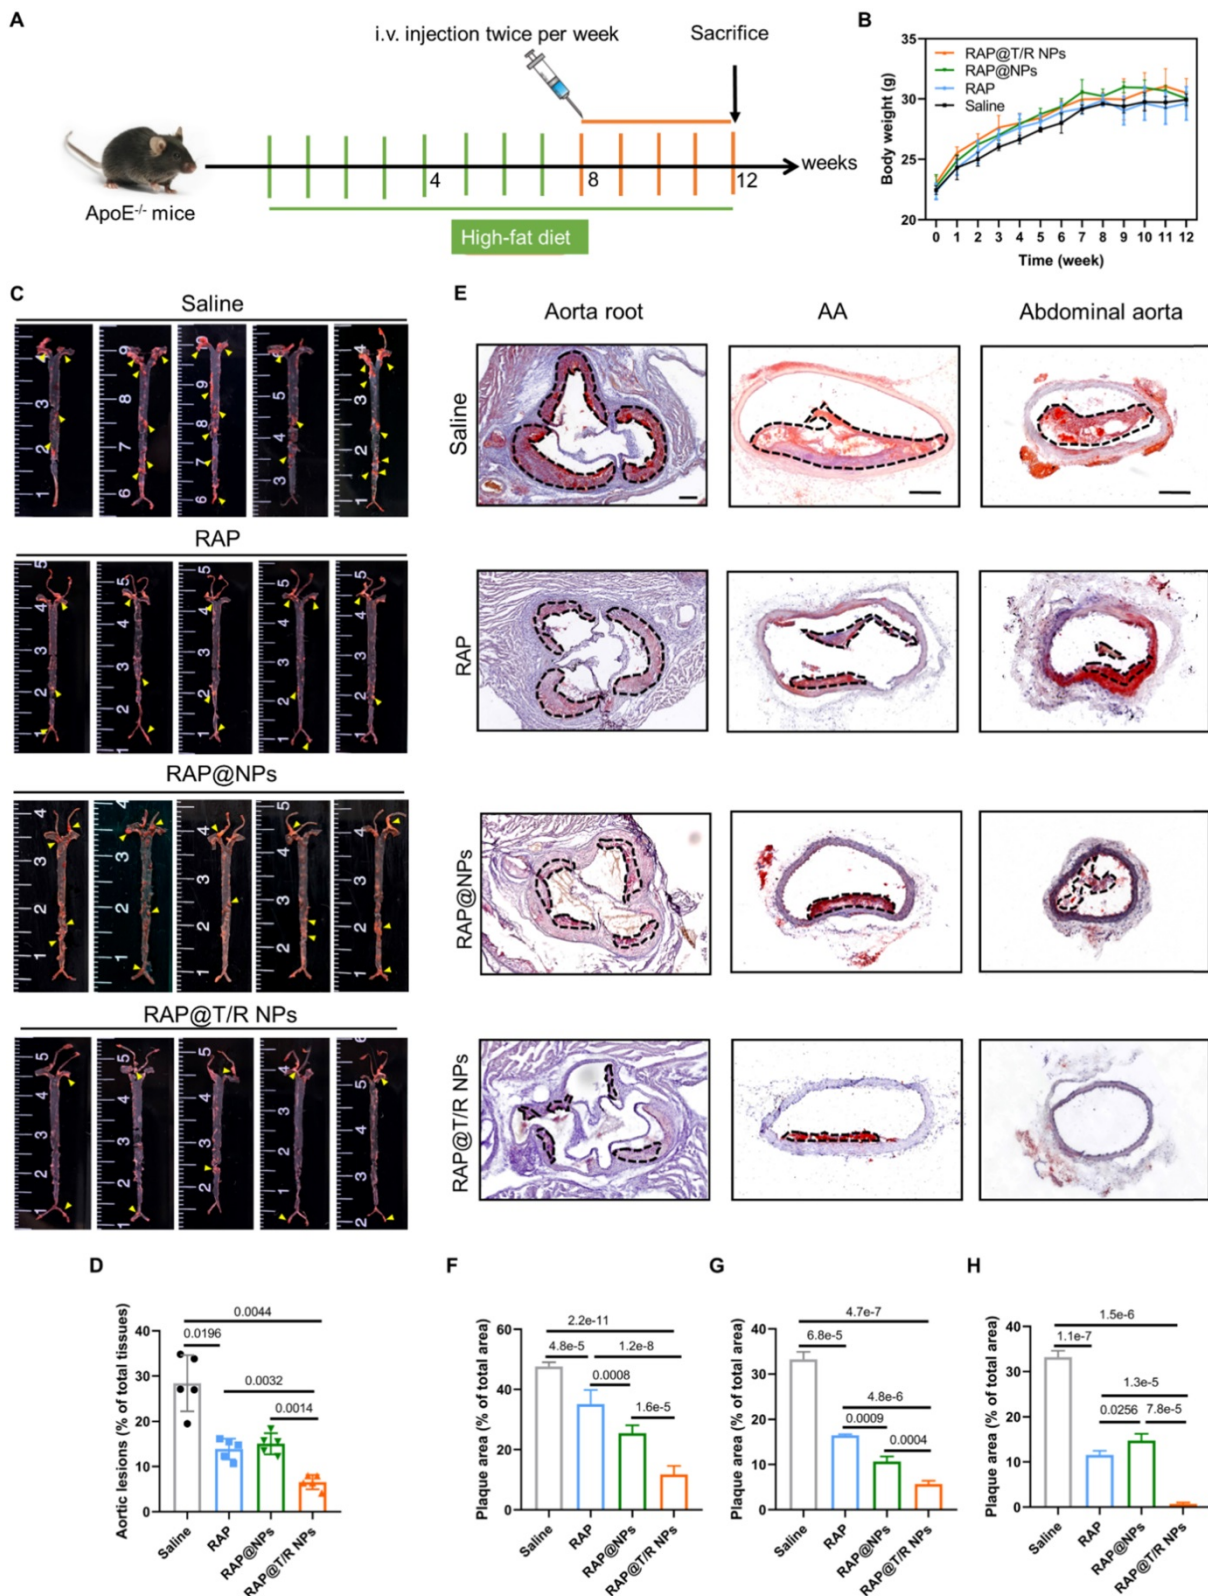 A
i.v. injection twice per week
Sacrifice
4
8
12
weeks
ApoE-/- mice
High-fat diet
B
Body weight (g)
35
30
25
20
RAP@T/R NPs
RAP@NPs
RAP
Saline
0 1 2 3 4 5 6 7 8 9 10 11 12
Time (week)
C
Saline
RAP
RAP@NPs
RAP@T/R NPs
E
Aorta root
AA
Abdominal aorta
Saline
RAP
RAP@NPs
RAP@T/R NPs
D
Aortic lesions (% of total tissues)
40
30
20
10
0
0.0044
0.0196
0.0032
0.0014
Saline
RAP
RAP@NPs
RAP@T/R NPs
F
Plaque area (% of total area)
60
40
20
0
2.2e-11
4.8e-5
1.2e-8
0.0008
1.6e-5
Saline
RAP
RAP@NPs
RAP@T/R NPs
G
Plaque area (% of total area)
40
30
20
10
0
4.7e-7
6.8e-5
4.8e-6
0.0009
0.0004
Saline
RAP
RAP@NPs
RAP@T/R NPs
H
Plaque area (% of total area)
40
30
20
10
0
1.5e-6
1.1e-7
1.3e-5
0.0256
7.8e-5
Saline
RAP
RAP@NPs
RAP@T/R NPs